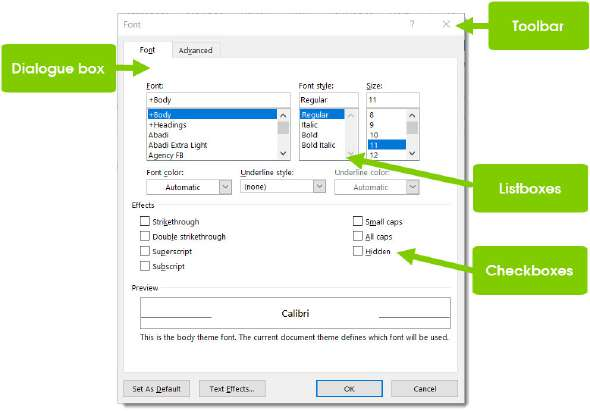 Font ? ×
Toolbar
Font Advanced
Dialogue box
Font: Font style: Size:
+Body Regular 11
+Body Regular 8
+Headings Italic 9
Abadi Bold 10
Abadi Extra Light Bold Italic 11
Agency FB 12
Listboxes
Font color: Underline style: Underline color:
Automatic (none) Automatic
Effects
Strikethrough Small caps
Double strikethrough All caps
Superscript Hidden
Subscript
Checkboxes
Preview
Calibri
This is the body theme font. The current document theme defines which font will be used.
Set As Default Text Effects... OK Cancel